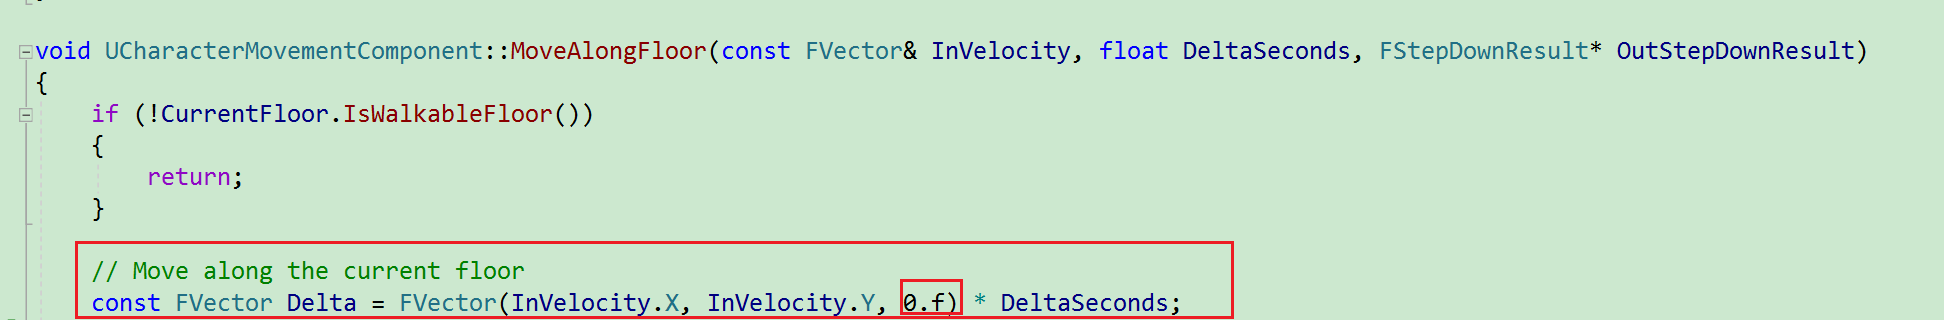 void UCharacterMovementComponent::MoveAlongFloor(const FVector& InVelocity, float DeltaSeconds, FStepDownResult* OutStepDownResult)
{
if (!CurrentFloor.IsWalkableFloor())
{
return;
}
// Move along the current floor
const FVector Delta = FVector(InVelocity.X, InVelocity.Y, 0.f) * DeltaSeconds;